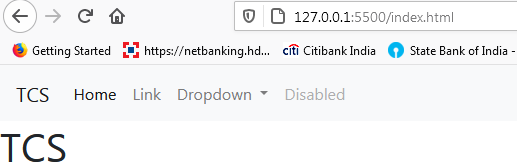 127.0.0.1:5500/index.html
Getting Started https://netbanking.hd... Citibank India State Bank of India -
TCS Home Link Dropdown Disabled
TCS